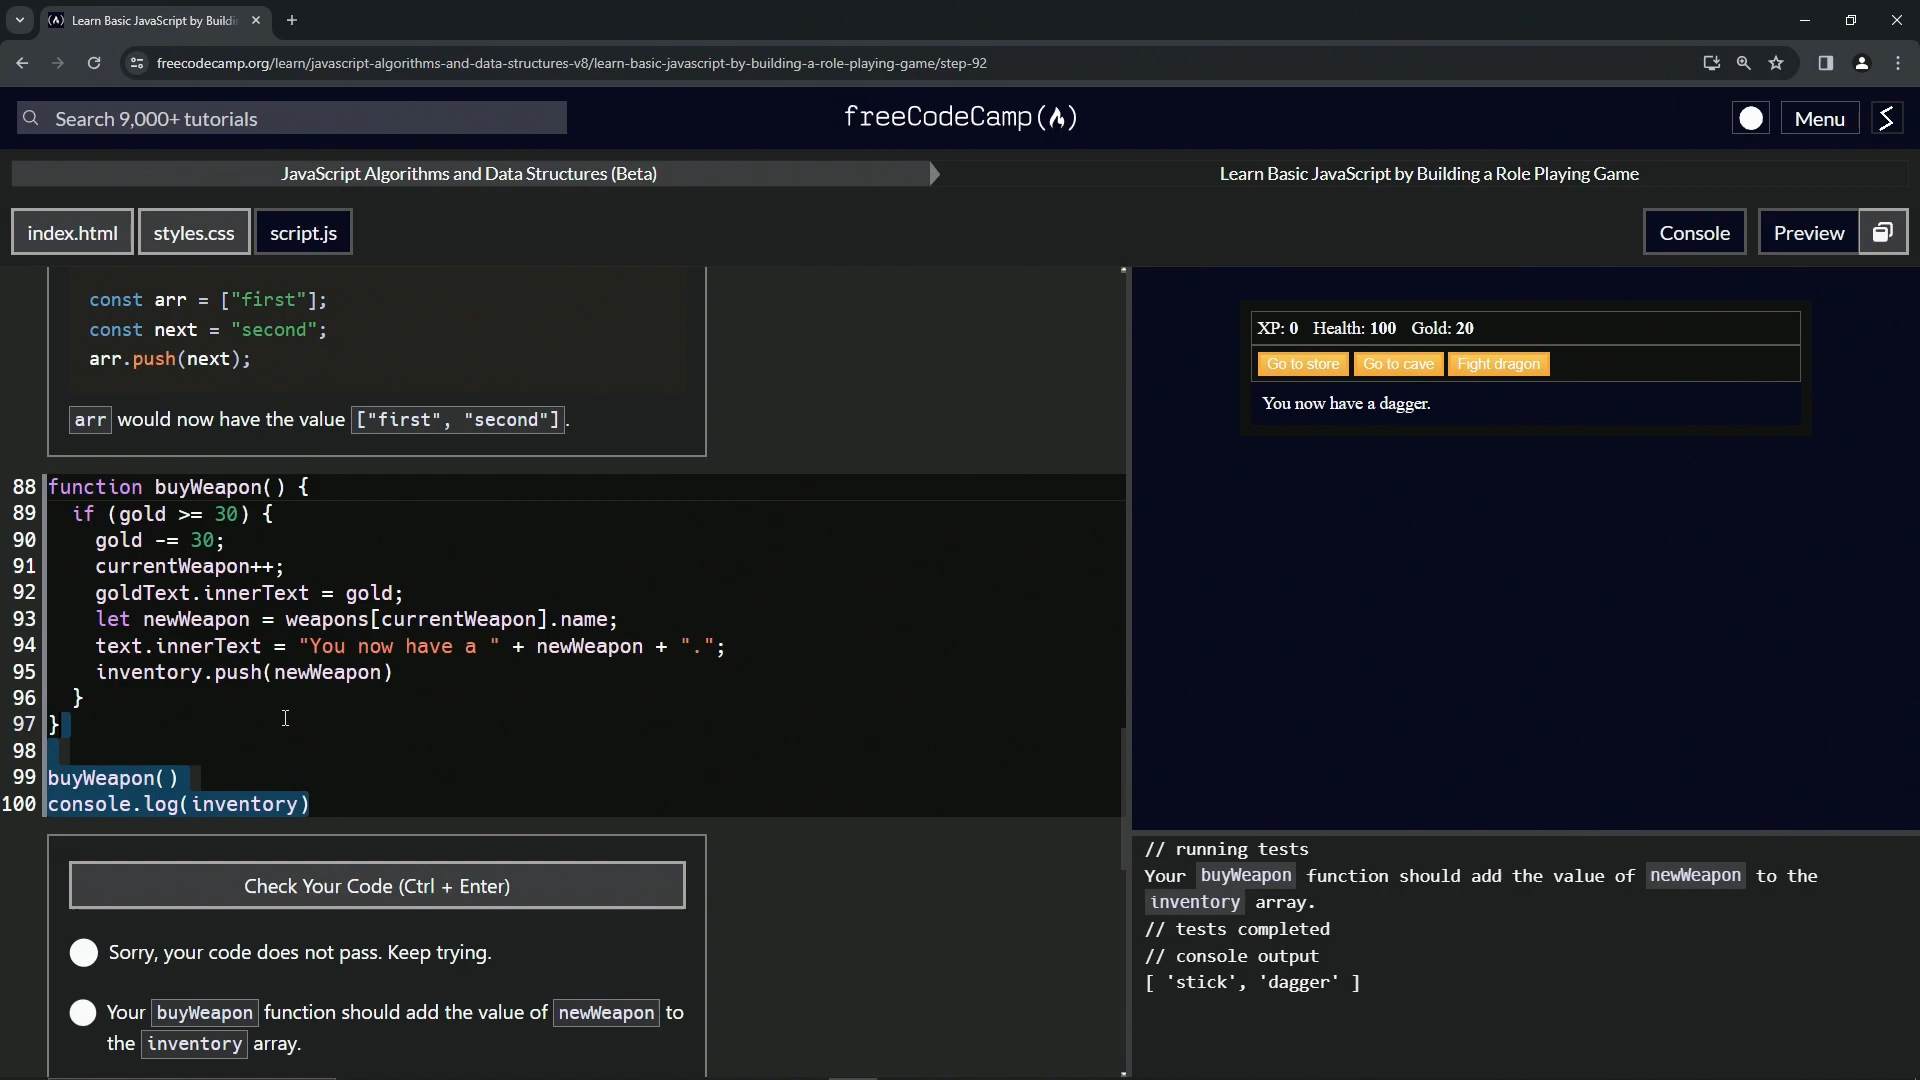 Learn Basic JavaScript by Buildi
freecodecamp.org/learn/javascript-algorithms-and-data-structures-v8/learn-basic-javascript-by-building-a-role-playing-game/step-92
Search 9,000+ tutorials
freeCodeCamp(🔥)
Menu
JavaScript Algorithms and Data Structures (Beta)
Learn Basic JavaScript by Building a Role Playing Game
index.html
styles.css
script.js
Console
Preview
const arr = ["first"];
const next = "second";
arr.push(next);
arr would now have the value ["first", "second"].
88 function buyWeapon() {
89 if (gold >= 30) {
90 gold -= 30;
91 currentWeapon++;
92 goldText.innerText = gold;
93 let newWeapon = weapons[currentWeapon].name;
94 text.innerText = "You now have a " + newWeapon + ".";
95 inventory.push(newWeapon)
96 }
97 }
98
99 buyWeapon()
100 console.log(inventory)
Check Your Code (Ctrl + Enter)
Sorry, your code does not pass. Keep trying.
Your buyWeapon function should add the value of newWeapon to
the inventory array.
XP: 0 Health: 100 Gold: 20
Go to store
Go to cave
Fight dragon
You now have a dagger.
// running tests
Your buyWeapon function should add the value of newWeapon to the
inventory array.
// tests completed
// console output
[ 'stick', 'dagger' ]